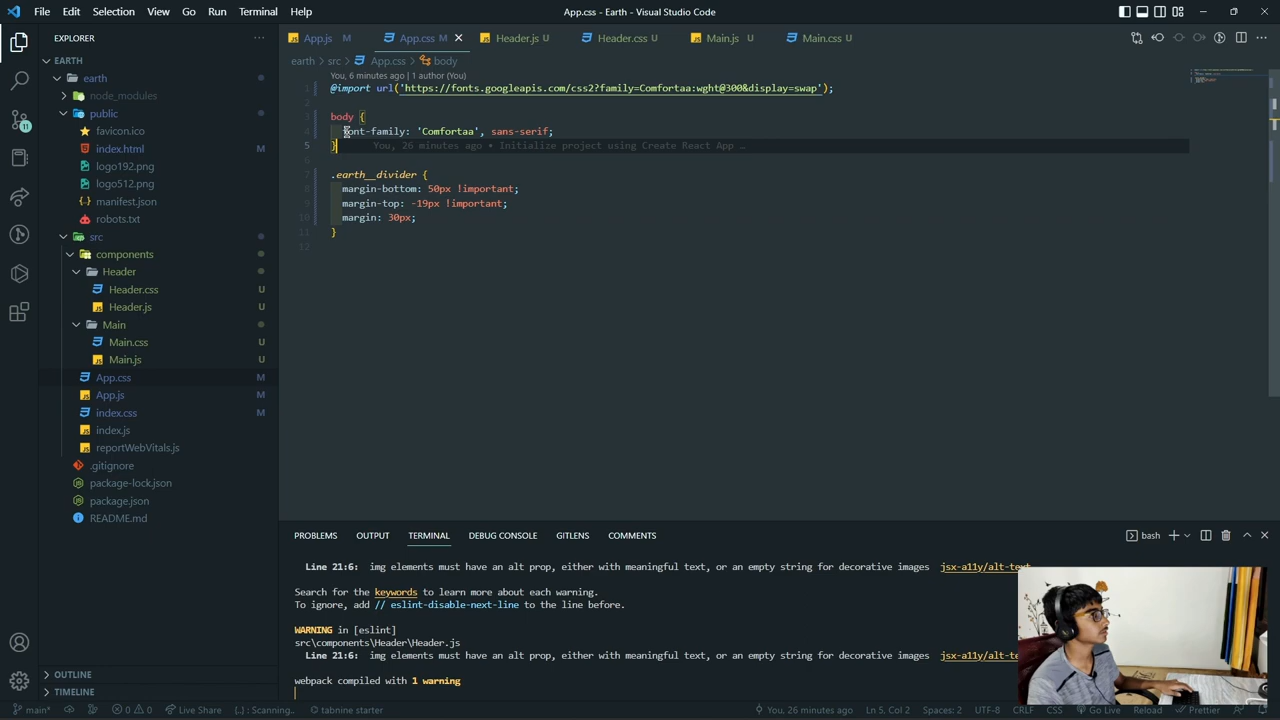 File Edit Selection View Go Run Terminal Help
App.css - Earth - Visual Studio Code
EXPLORER
App.js M
App.css M
Header.js U
Header.css U
Main.js U
Main.css U
EARTH
earth > src > App.css > body
earth
You, 6 minutes ago | 1 author (You)
1 @import url('https://fonts.googleapis.com/css2?family=Comfortaa:wght@300&display=swap');
node_modules
2
public
3 body {
favicon.ico
4 font-family: 'Comfortaa', sans-serif;
index.html M
5 } You, 26 minutes ago • Initialize project using Create React App …
logo192.png
6
logo512.png
7 .earth__divider {
manifest.json
8 margin-bottom: 50px !important;
robots.txt
9 margin-top: -19px !important;
10 margin: 30px;
src
11 }
12
components
Header
Header.css U
Header.js U
Main
Main.css U
Main.js U
App.css M
App.js M
index.css M
index.js
reportWebVitals.js
.gitignore
package-lock.json
package.json
README.md
11
PROBLEMS OUTPUT TERMINAL DEBUG CONSOLE GITLENS COMMENTS
bash
Line 21:6: img elements must have an alt prop, either with meaningful text, or an empty string for decorative images jsx-a11y/alt-text
Search for the keywords to learn more about each warning.
To ignore, add // eslint-disable-next-line to the line before.
WARNING in [eslint]
src\components\Header\Header.js
Line 21:6: img elements must have an alt prop, either with meaningful text, or an empty string for decorative images jsx-a11y/alt-te
webpack compiled with 1 warning
OUTLINE
TIMELINE
main* 0 0 Live Share {..} : Scanning.. tabnine starter
You, 26 minutes ago Ln 5, Col 2 Spaces: 2 UTF-8 CRLF CSS Go Live Reload Prettier